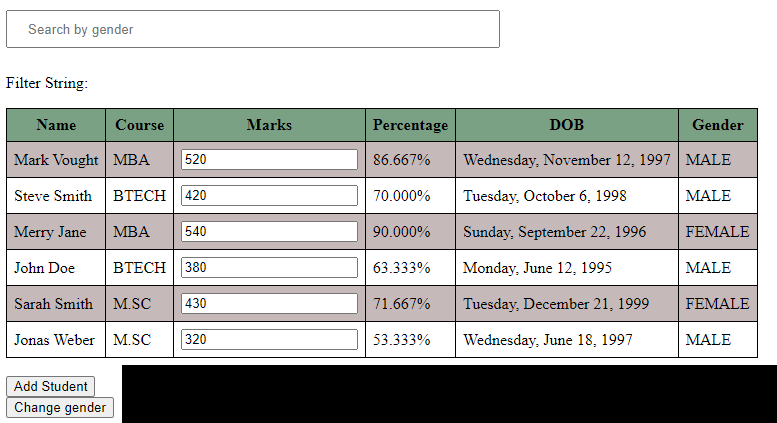 Search by gender
Filter String:
Name Course Marks Percentage DOB Gender
Mark Vought MBA 520 86.667% Wednesday, November 12, 1997 MALE
Steve Smith BTECH 420 70.000% Tuesday, October 6, 1998 MALE
Merry Jane MBA 540 90.000% Sunday, September 22, 1996 FEMALE
John Doe BTECH 380 63.333% Monday, June 12, 1995 MALE
Sarah Smith M.SC 430 71.667% Tuesday, December 21, 1999 FEMALE
Jonas Weber M.SC 320 53.333% Wednesday, June 18, 1997 MALE
Add Student
Change gender